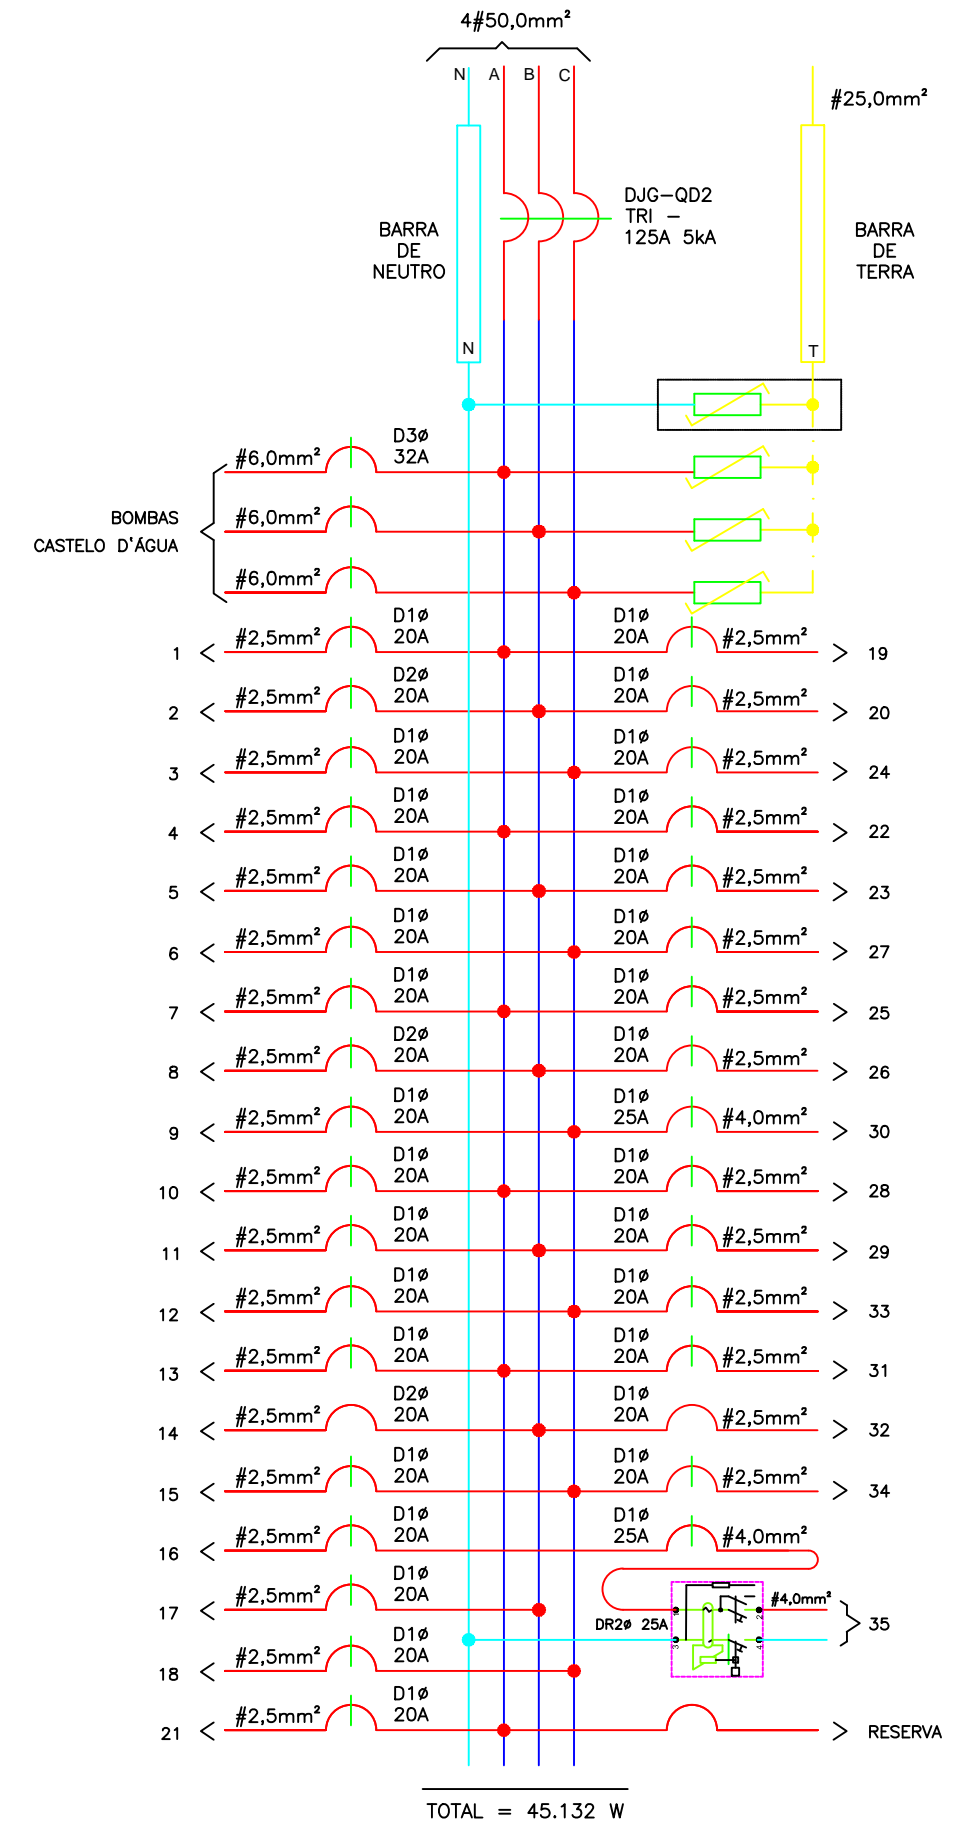 4#50,0mm²
N A B C
#25,0mm²
DJG-QD2
TRI -
125A 5kA
BARRA
DE
NEUTRO
BARRA
DE
TERRA
N
T
D3ø
32A
#6,0mm²
BOMBAS
CASTELO D'ÁGUA
#6,0mm²
#6,0mm²
1 #2,5mm² D1ø 20A D1ø 20A #2,5mm² 19
2 #2,5mm² D2ø 20A D1ø 20A #2,5mm² 20
3 #2,5mm² D1ø 20A D1ø 20A #2,5mm² 24
4 #2,5mm² D1ø 20A D1ø 20A #2,5mm² 22
5 #2,5mm² D1ø 20A D1ø 20A #2,5mm² 23
6 #2,5mm² D1ø 20A D1ø 20A #2,5mm² 27
7 #2,5mm² D1ø 20A D1ø 20A #2,5mm² 25
8 #2,5mm² D2ø 20A D1ø 20A #2,5mm² 26
9 #2,5mm² D1ø 20A D1ø 25A #4,0mm² 30
10 #2,5mm² D1ø 20A D1ø 20A #2,5mm² 28
11 #2,5mm² D1ø 20A D1ø 20A #2,5mm² 29
12 #2,5mm² D1ø 20A D1ø 20A #2,5mm² 33
13 #2,5mm² D1ø 20A D1ø 20A #2,5mm² 31
14 #2,5mm² D2ø 20A D1ø 20A #2,5mm² 32
15 #2,5mm² D1ø 20A D1ø 20A #2,5mm² 34
16 #2,5mm² D1ø 20A D1ø 25A #4,0mm²
17 #2,5mm² D1ø 20A DR2ø 25A #4,0mm² 35
18 #2,5mm² D1ø 20A
21 #2,5mm² D1ø 20A RESERVA
TOTAL = 45.132 W